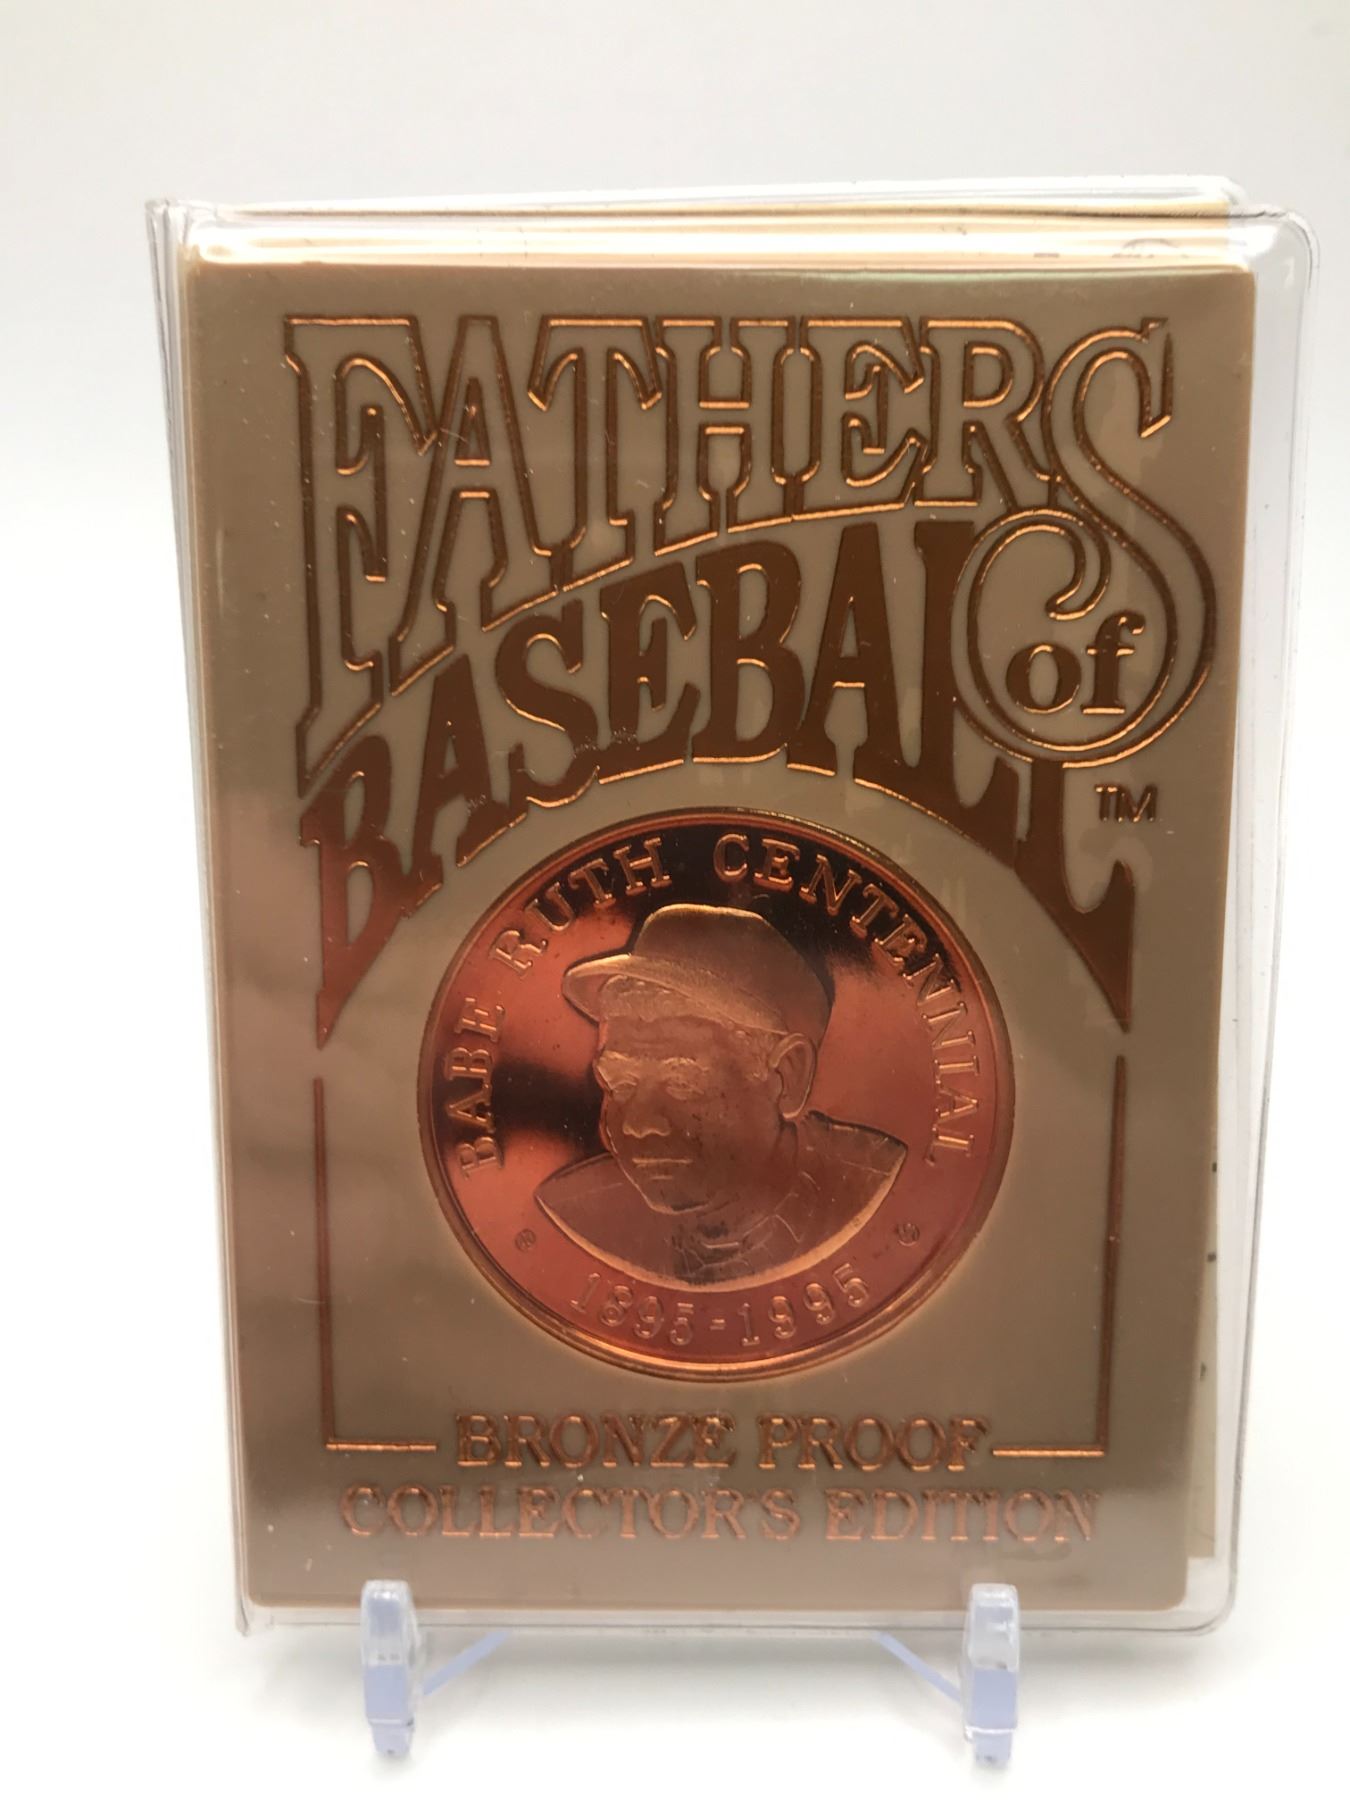 FATHERS
of
BASEBALL
TM
BABE RUTH CENTENNIAL
1895-1995
BRONZE PROOF
COLLECTOR'S EDITION